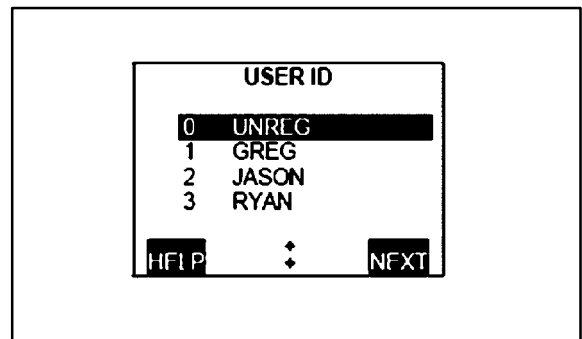 USER ID
0 UNREG
1 GREG
2 JASON
3 RYAN
HELP NEXT